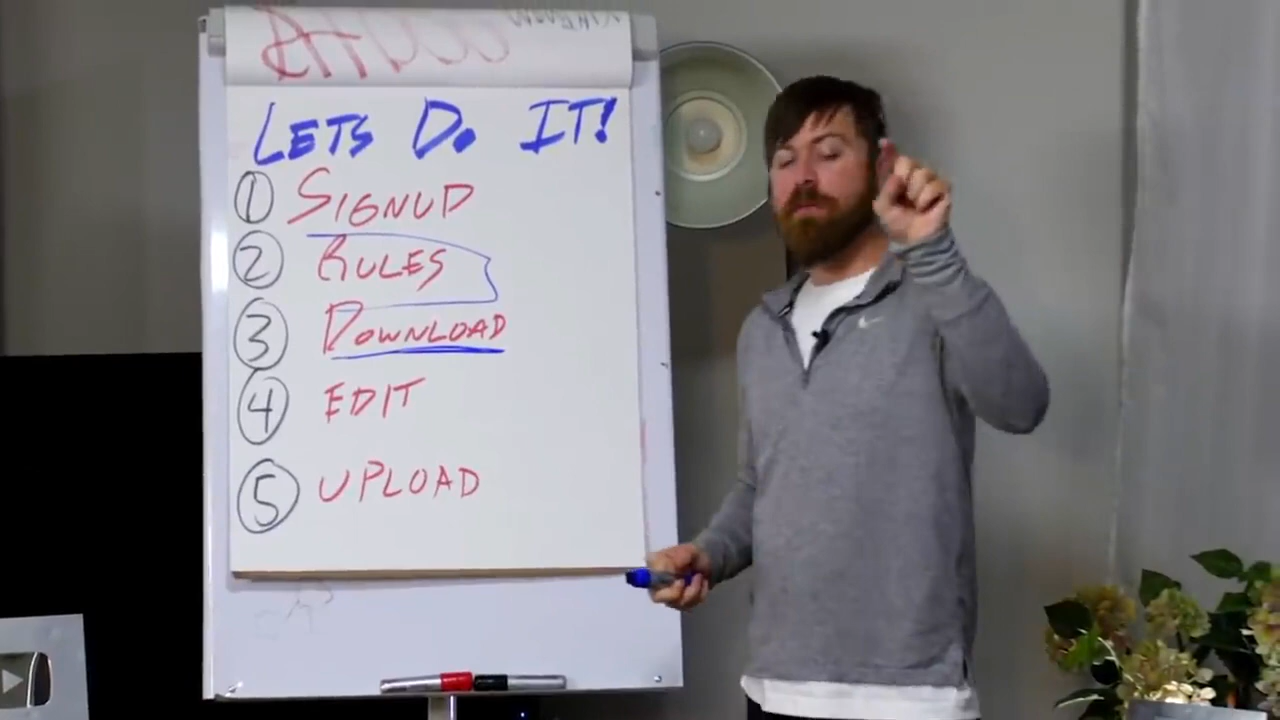 LETS DO IT!
1 SIGNUP
2 RULES
3 DOWNLOAD
4 EDIT
5 UPLOAD